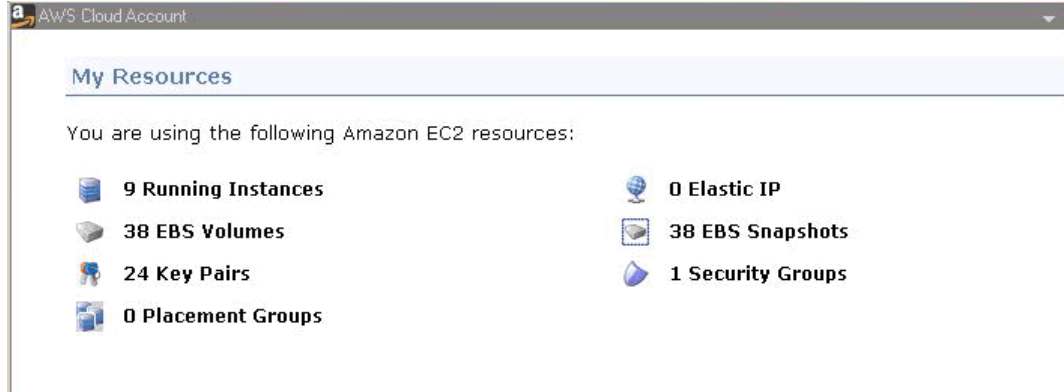 AWS Cloud Account
My Resources
You are using the following Amazon EC2 resources:
9 Running Instances
0 Elastic IP
38 EBS Volumes
38 EBS Snapshots
24 Key Pairs
1 Security Groups
0 Placement Groups